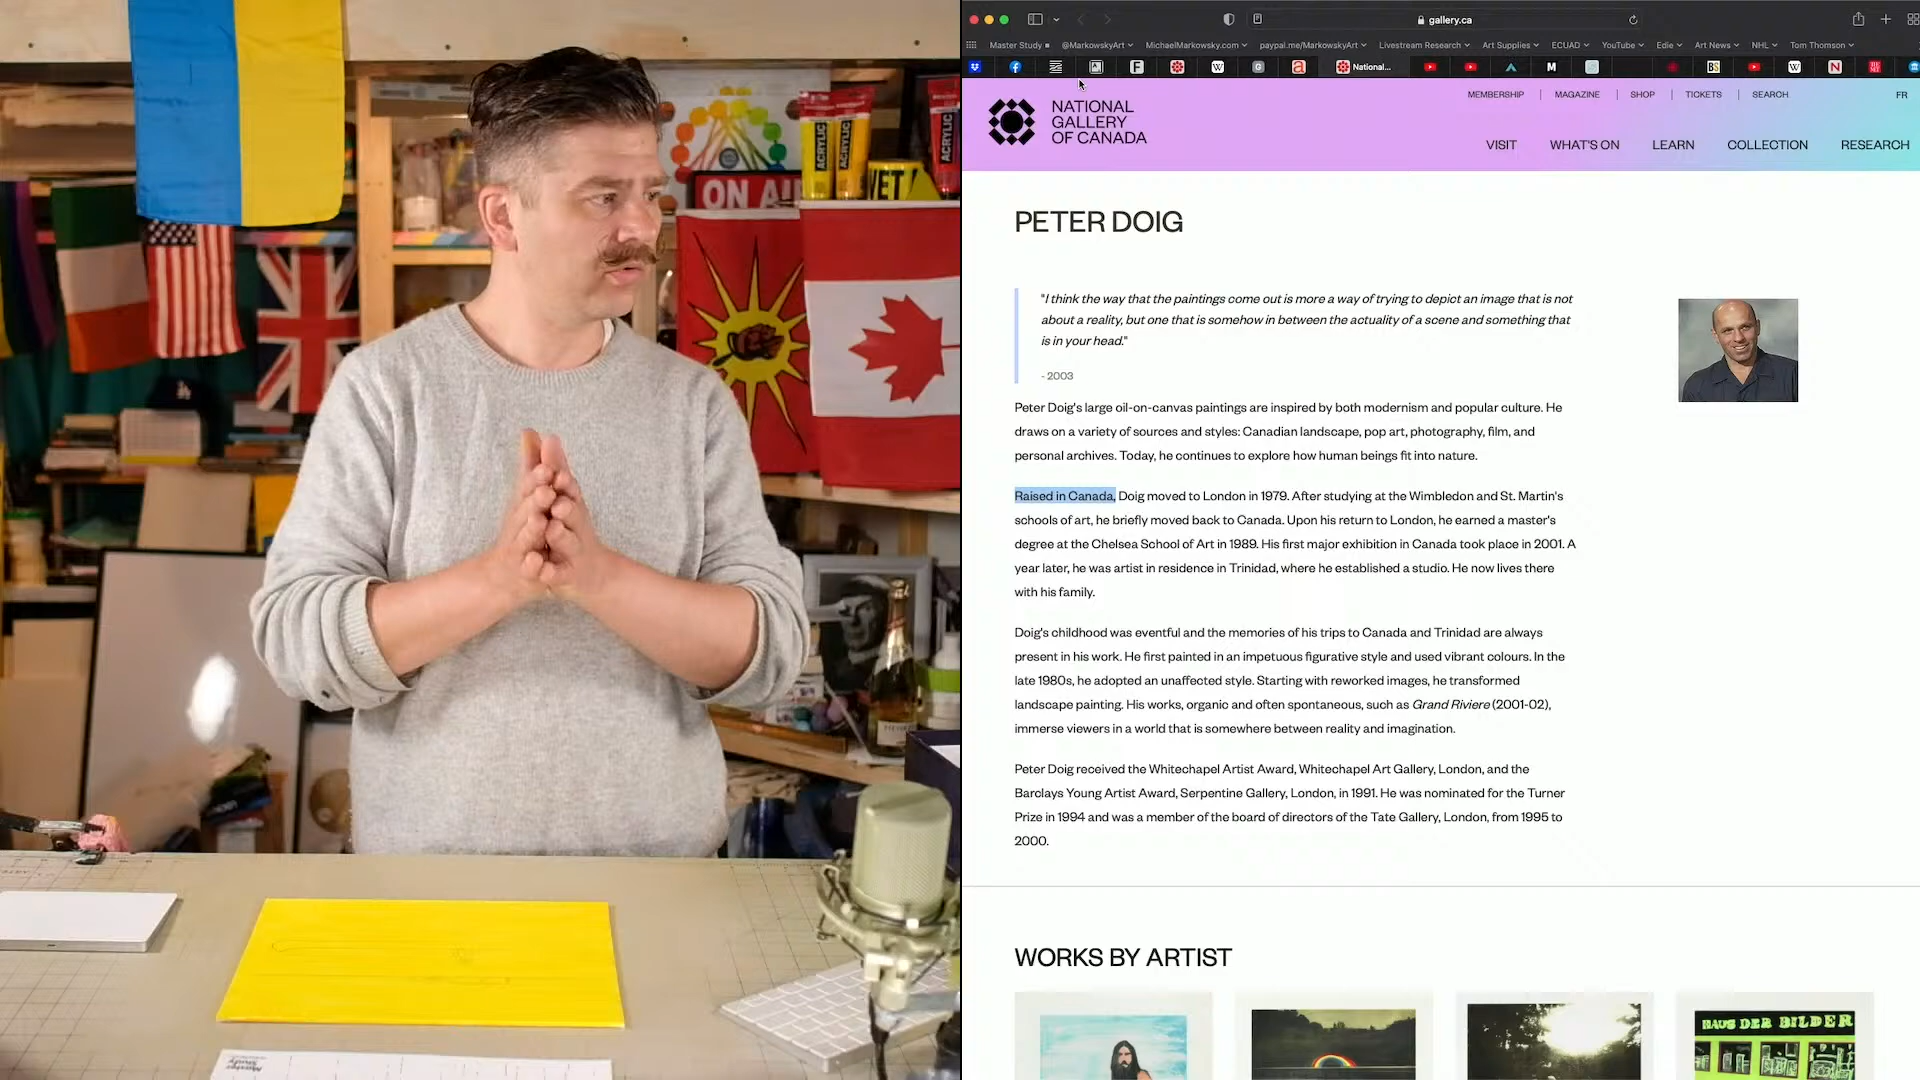 ACRYLIC
ACRYLIC
ACRYLIC
ON AI
WET
Master
Study
gallery.ca
Master Study
@MarkowskyArt
MichaelMarkowsky.com
paypal.me/MarkowskyArt
Livestream Research
Art Supplies
ECUAD
YouTube
Edie
Art News
NHL
Tom Thomson
F
W
G
a
National...
M
BS
W
N
NATIONAL
GALLERY
OF CANADA
MEMBERSHIP
MAGAZINE
SHOP
TICKETS
SEARCH
FR
VISIT
WHAT'S ON
LEARN
COLLECTION
RESEARCH
PETER DOIG
"I think the way that the paintings come out is more a way of trying to depict an image that is not
about a reality, but one that is somehow in between the actuality of a scene and something that
is in your head."
- 2003
Peter Doig's large oil-on-canvas paintings are inspired by both modernism and popular culture. He
draws on a variety of sources and styles: Canadian landscape, pop art, photography, film, and
personal archives. Today, he continues to explore how human beings fit into nature.
Raised in Canada, Doig moved to London in 1979. After studying at the Wimbledon and St. Martin's
schools of art, he briefly moved back to Canada. Upon his return to London, he earned a master's
degree at the Chelsea School of Art in 1989. His first major exhibition in Canada took place in 2001. A
year later, he was artist in residence in Trinidad, where he established a studio. He now lives there
with his family.
Doig's childhood was eventful and the memories of his trips to Canada and Trinidad are always
present in his work. He first painted in an impetuous figurative style and used vibrant colours. In the
late 1980s, he adopted an unaffected style. Starting with reworked images, he transformed
landscape painting. His works, organic and often spontaneous, such as Grand Riviere (2001-02),
immerse viewers in a world that is somewhere between reality and imagination.
Peter Doig received the Whitechapel Artist Award, Whitechapel Art Gallery, London, and the
Barclays Young Artist Award, Serpentine Gallery, London, in 1991. He was nominated for the Turner
Prize in 1994 and was a member of the board of directors of the Tate Gallery, London, from 1995 to
2000.
WORKS BY ARTIST
HAUS DER BILDER